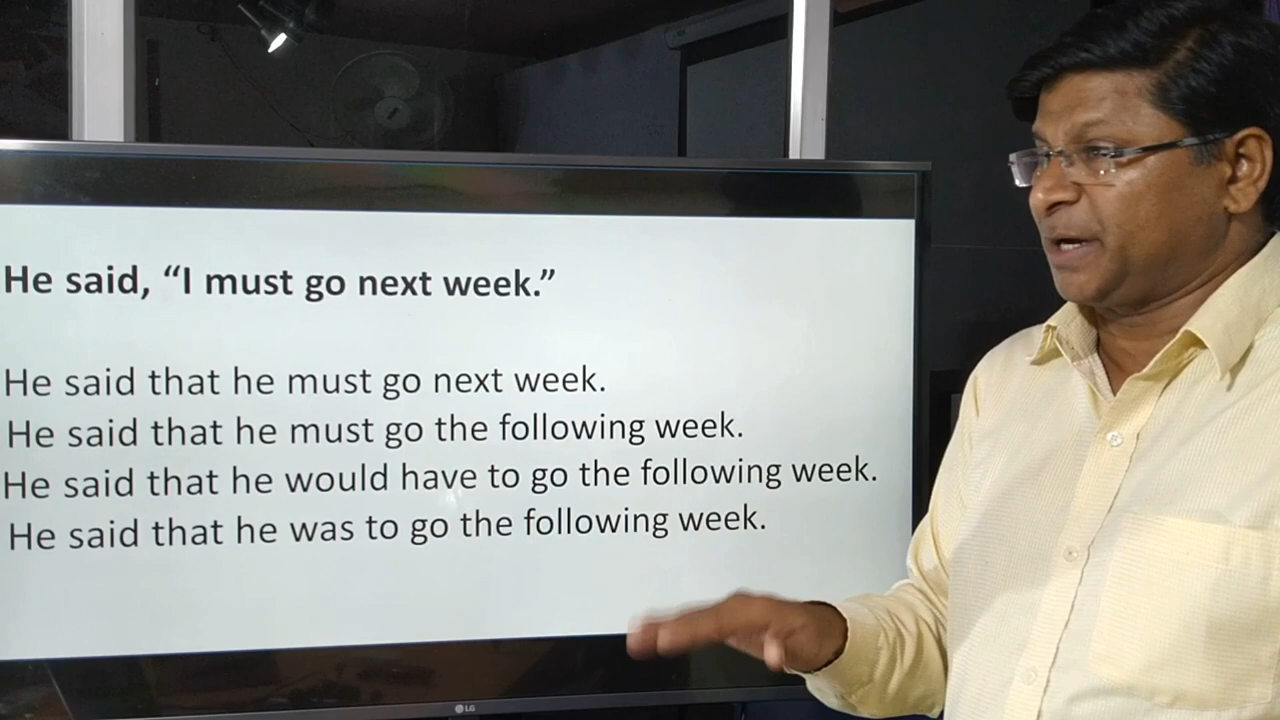 He said, “I must go next week.”
He said that he must go next week.
He said that he must go the following week.
He said that he would have to go the following week.
He said that he was to go the following week.
LG